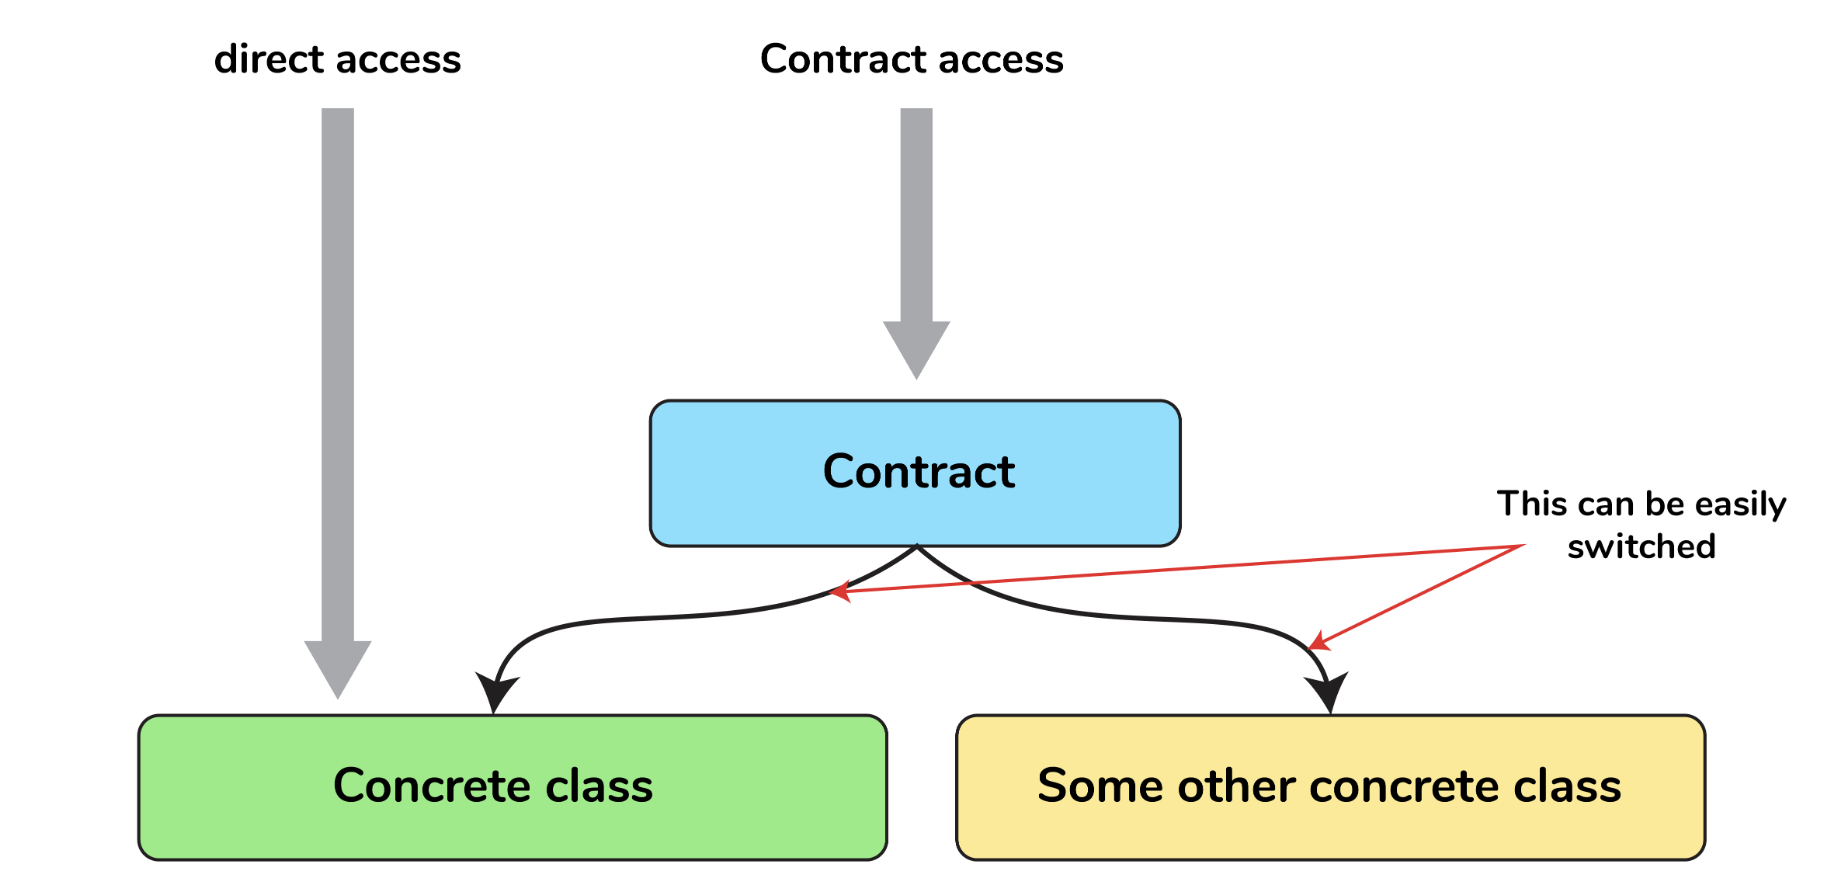 direct access
Contract access
Contract
This can be easily
switched
Concrete class
Some other concrete class